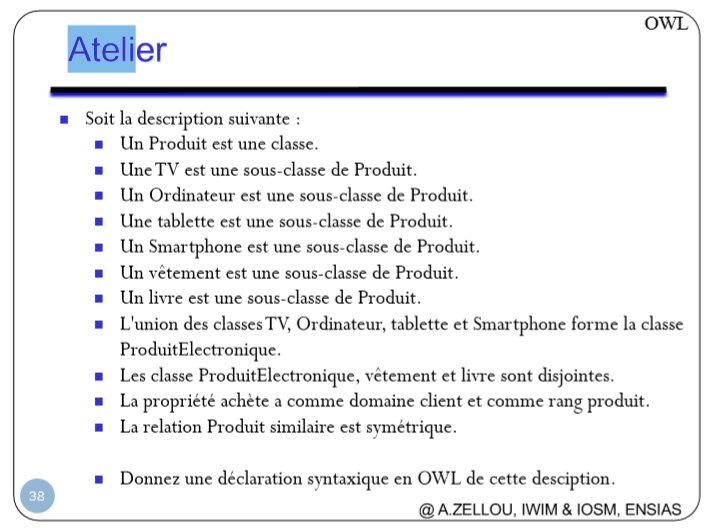 OWL
Atelier
Soit la description suivante :
Un Produit est une classe.
Une TV est une sous-classe de Produit.
Un Ordinateur est une sous-classe de Produit.
Une tablette est une sous-classe de Produit.
Un Smartphone est une sous-classe de Produit.
Un vêtement est une sous-classe de Produit.
Un livre est une sous-classe de Produit.
L'union des classes TV, Ordinateur, tablette et Smartphone forme la classe
ProduitElectronique.
Les classe ProduitElectronique, vêtement et livre sont disjointes.
La propriété achète a comme domaine client et comme rang produit.
La relation Produit similaire est symétrique.
Donnez une déclaration syntaxique en OWL de cette desciption.
38
@ A.ZELLOU, IWIM & IOSM, ENSIAS